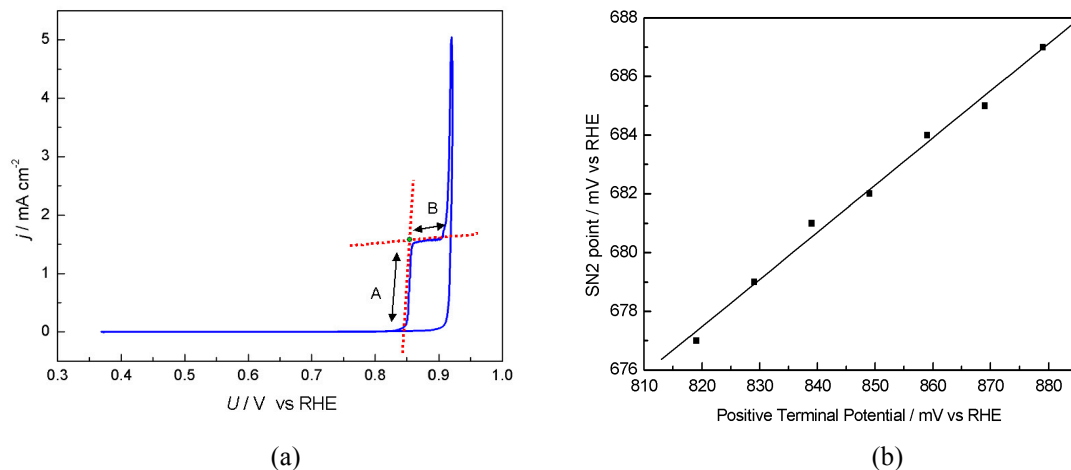 5
4
3
2
1
0
j / mA cm-2
A
B
0.3 0.4 0.5 0.6 0.7 0.8 0.9 1.0
U / V vs RHE
(a)
688
686
684
682
680
678
676
SN2 point / mV vs RHE
810 820 830 840 850 860 870 880
Positive Terminal Potential / mV vs RHE
(b)